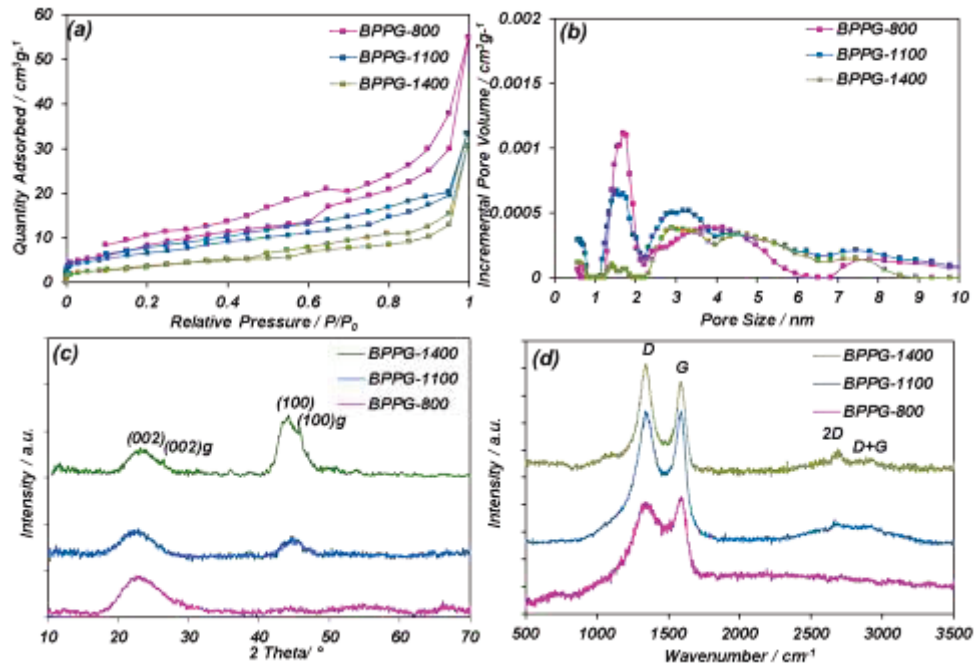 (a)
BPPG-800
BPPG-1100
BPPG-1400
Quantity Adsorbed / cm³g⁻¹
60
50
40
30
20
10
0
0 0.2 0.4 0.6 0.8 1
Relative Pressure / P/P₀
(b)
BPPG-800
BPPG-1100
BPPG-1400
Incremental Pore Volume / cm³g⁻¹
0.002
0.0015
0.001
0.0005
0
0 1 2 3 4 5 6 7 8 9 10
Pore Size / nm
(c)
BPPG-1400
BPPG-1100
BPPG-800
(002)
(002)g
(100)
(100)g
Intensity / a.u.
10 20 30 40 50 60 70
2 Theta/ °
(d)
D
G
BPPG-1400
BPPG-1100
BPPG-800
2D
D+G
Intensity / a.u.
500 1000 1500 2000 2500 3000 3500
Wavenumber / cm⁻¹